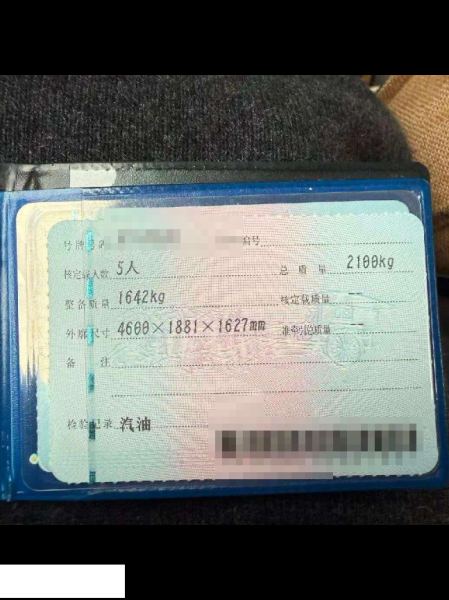 号牌号码 编号
核定载人数 5人 总质量 2100kg
整备质量 1642kg 核定载质量 --
外廓尺寸 4600×1881×1627mm 准牵引总质量 --
备注
检验记录 汽油